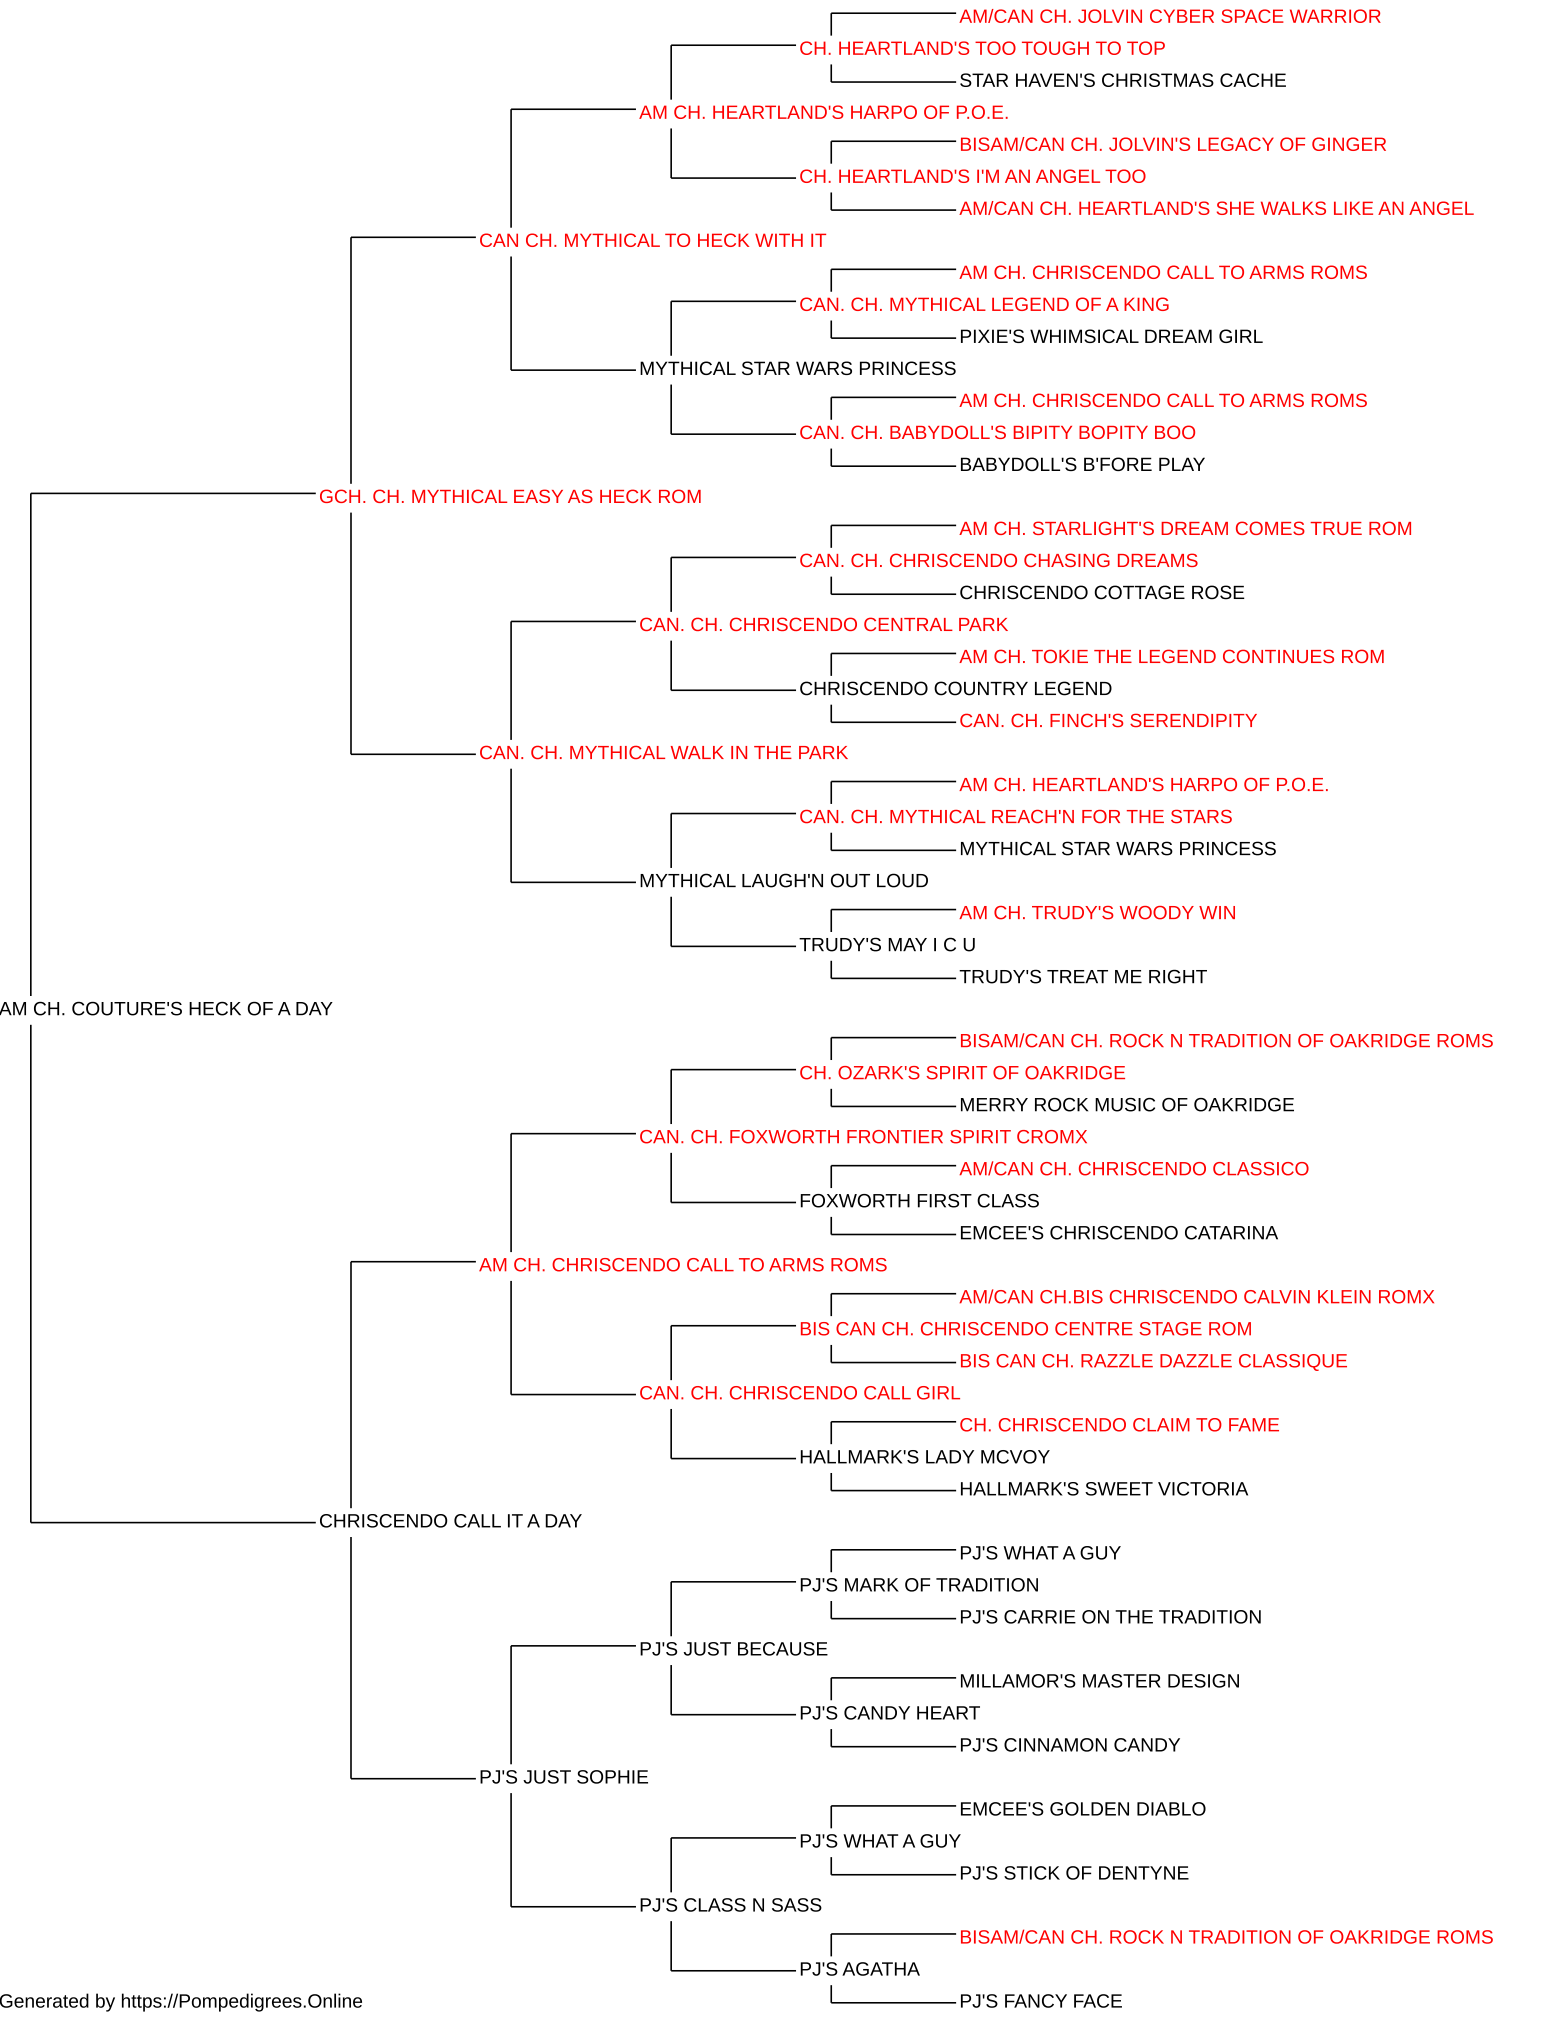 AM/CAN CH. JOLVIN CYBER SPACE WARRIOR
CH. HEARTLAND'S TOO TOUGH TO TOP
STAR HAVEN'S CHRISTMAS CACHE
AM CH. HEARTLAND'S HARPO OF P.O.E.
BISAM/CAN CH. JOLVIN'S LEGACY OF GINGER
CH. HEARTLAND'S I'M AN ANGEL TOO
AM/CAN CH. HEARTLAND'S SHE WALKS LIKE AN ANGEL
CAN CH. MYTHICAL TO HECK WITH IT
AM CH. CHRISCENDO CALL TO ARMS ROMS
CAN. CH. MYTHICAL LEGEND OF A KING
PIXIE'S WHIMSICAL DREAM GIRL
MYTHICAL STAR WARS PRINCESS
AM CH. CHRISCENDO CALL TO ARMS ROMS
CAN. CH. BABYDOLL'S BIPITY BOPITY BOO
BABYDOLL'S B'FORE PLAY
GCH. CH. MYTHICAL EASY AS HECK ROM
AM CH. STARLIGHT'S DREAM COMES TRUE ROM
CAN. CH. CHRISCENDO CHASING DREAMS
CHRISCENDO COTTAGE ROSE
CAN. CH. CHRISCENDO CENTRAL PARK
AM CH. TOKIE THE LEGEND CONTINUES ROM
CHRISCENDO COUNTRY LEGEND
CAN. CH. FINCH'S SERENDIPITY
CAN. CH. MYTHICAL WALK IN THE PARK
AM CH. HEARTLAND'S HARPO OF P.O.E.
CAN. CH. MYTHICAL REACH'N FOR THE STARS
MYTHICAL STAR WARS PRINCESS
MYTHICAL LAUGH'N OUT LOUD
AM CH. TRUDY'S WOODY WIN
TRUDY'S MAY I C U
TRUDY'S TREAT ME RIGHT
AM CH. COUTURE'S HECK OF A DAY
BISAM/CAN CH. ROCK N TRADITION OF OAKRIDGE ROMS
CH. OZARK'S SPIRIT OF OAKRIDGE
MERRY ROCK MUSIC OF OAKRIDGE
CAN. CH. FOXWORTH FRONTIER SPIRIT CROMX
AM/CAN CH. CHRISCENDO CLASSICO
FOXWORTH FIRST CLASS
EMCEE'S CHRISCENDO CATARINA
AM CH. CHRISCENDO CALL TO ARMS ROMS
AM/CAN CH.BIS CHRISCENDO CALVIN KLEIN ROMX
BIS CAN CH. CHRISCENDO CENTRE STAGE ROM
BIS CAN CH. RAZZLE DAZZLE CLASSIQUE
CAN. CH. CHRISCENDO CALL GIRL
CH. CHRISCENDO CLAIM TO FAME
HALLMARK'S LADY MCVOY
HALLMARK'S SWEET VICTORIA
CHRISCENDO CALL IT A DAY
PJ'S WHAT A GUY
PJ'S MARK OF TRADITION
PJ'S CARRIE ON THE TRADITION
PJ'S JUST BECAUSE
MILLAMOR'S MASTER DESIGN
PJ'S CANDY HEART
PJ'S CINNAMON CANDY
PJ'S JUST SOPHIE
EMCEE'S GOLDEN DIABLO
PJ'S WHAT A GUY
PJ'S STICK OF DENTYNE
PJ'S CLASS N SASS
BISAM/CAN CH. ROCK N TRADITION OF OAKRIDGE ROMS
PJ'S AGATHA
PJ'S FANCY FACE
Generated by https://Pompedigrees.Online